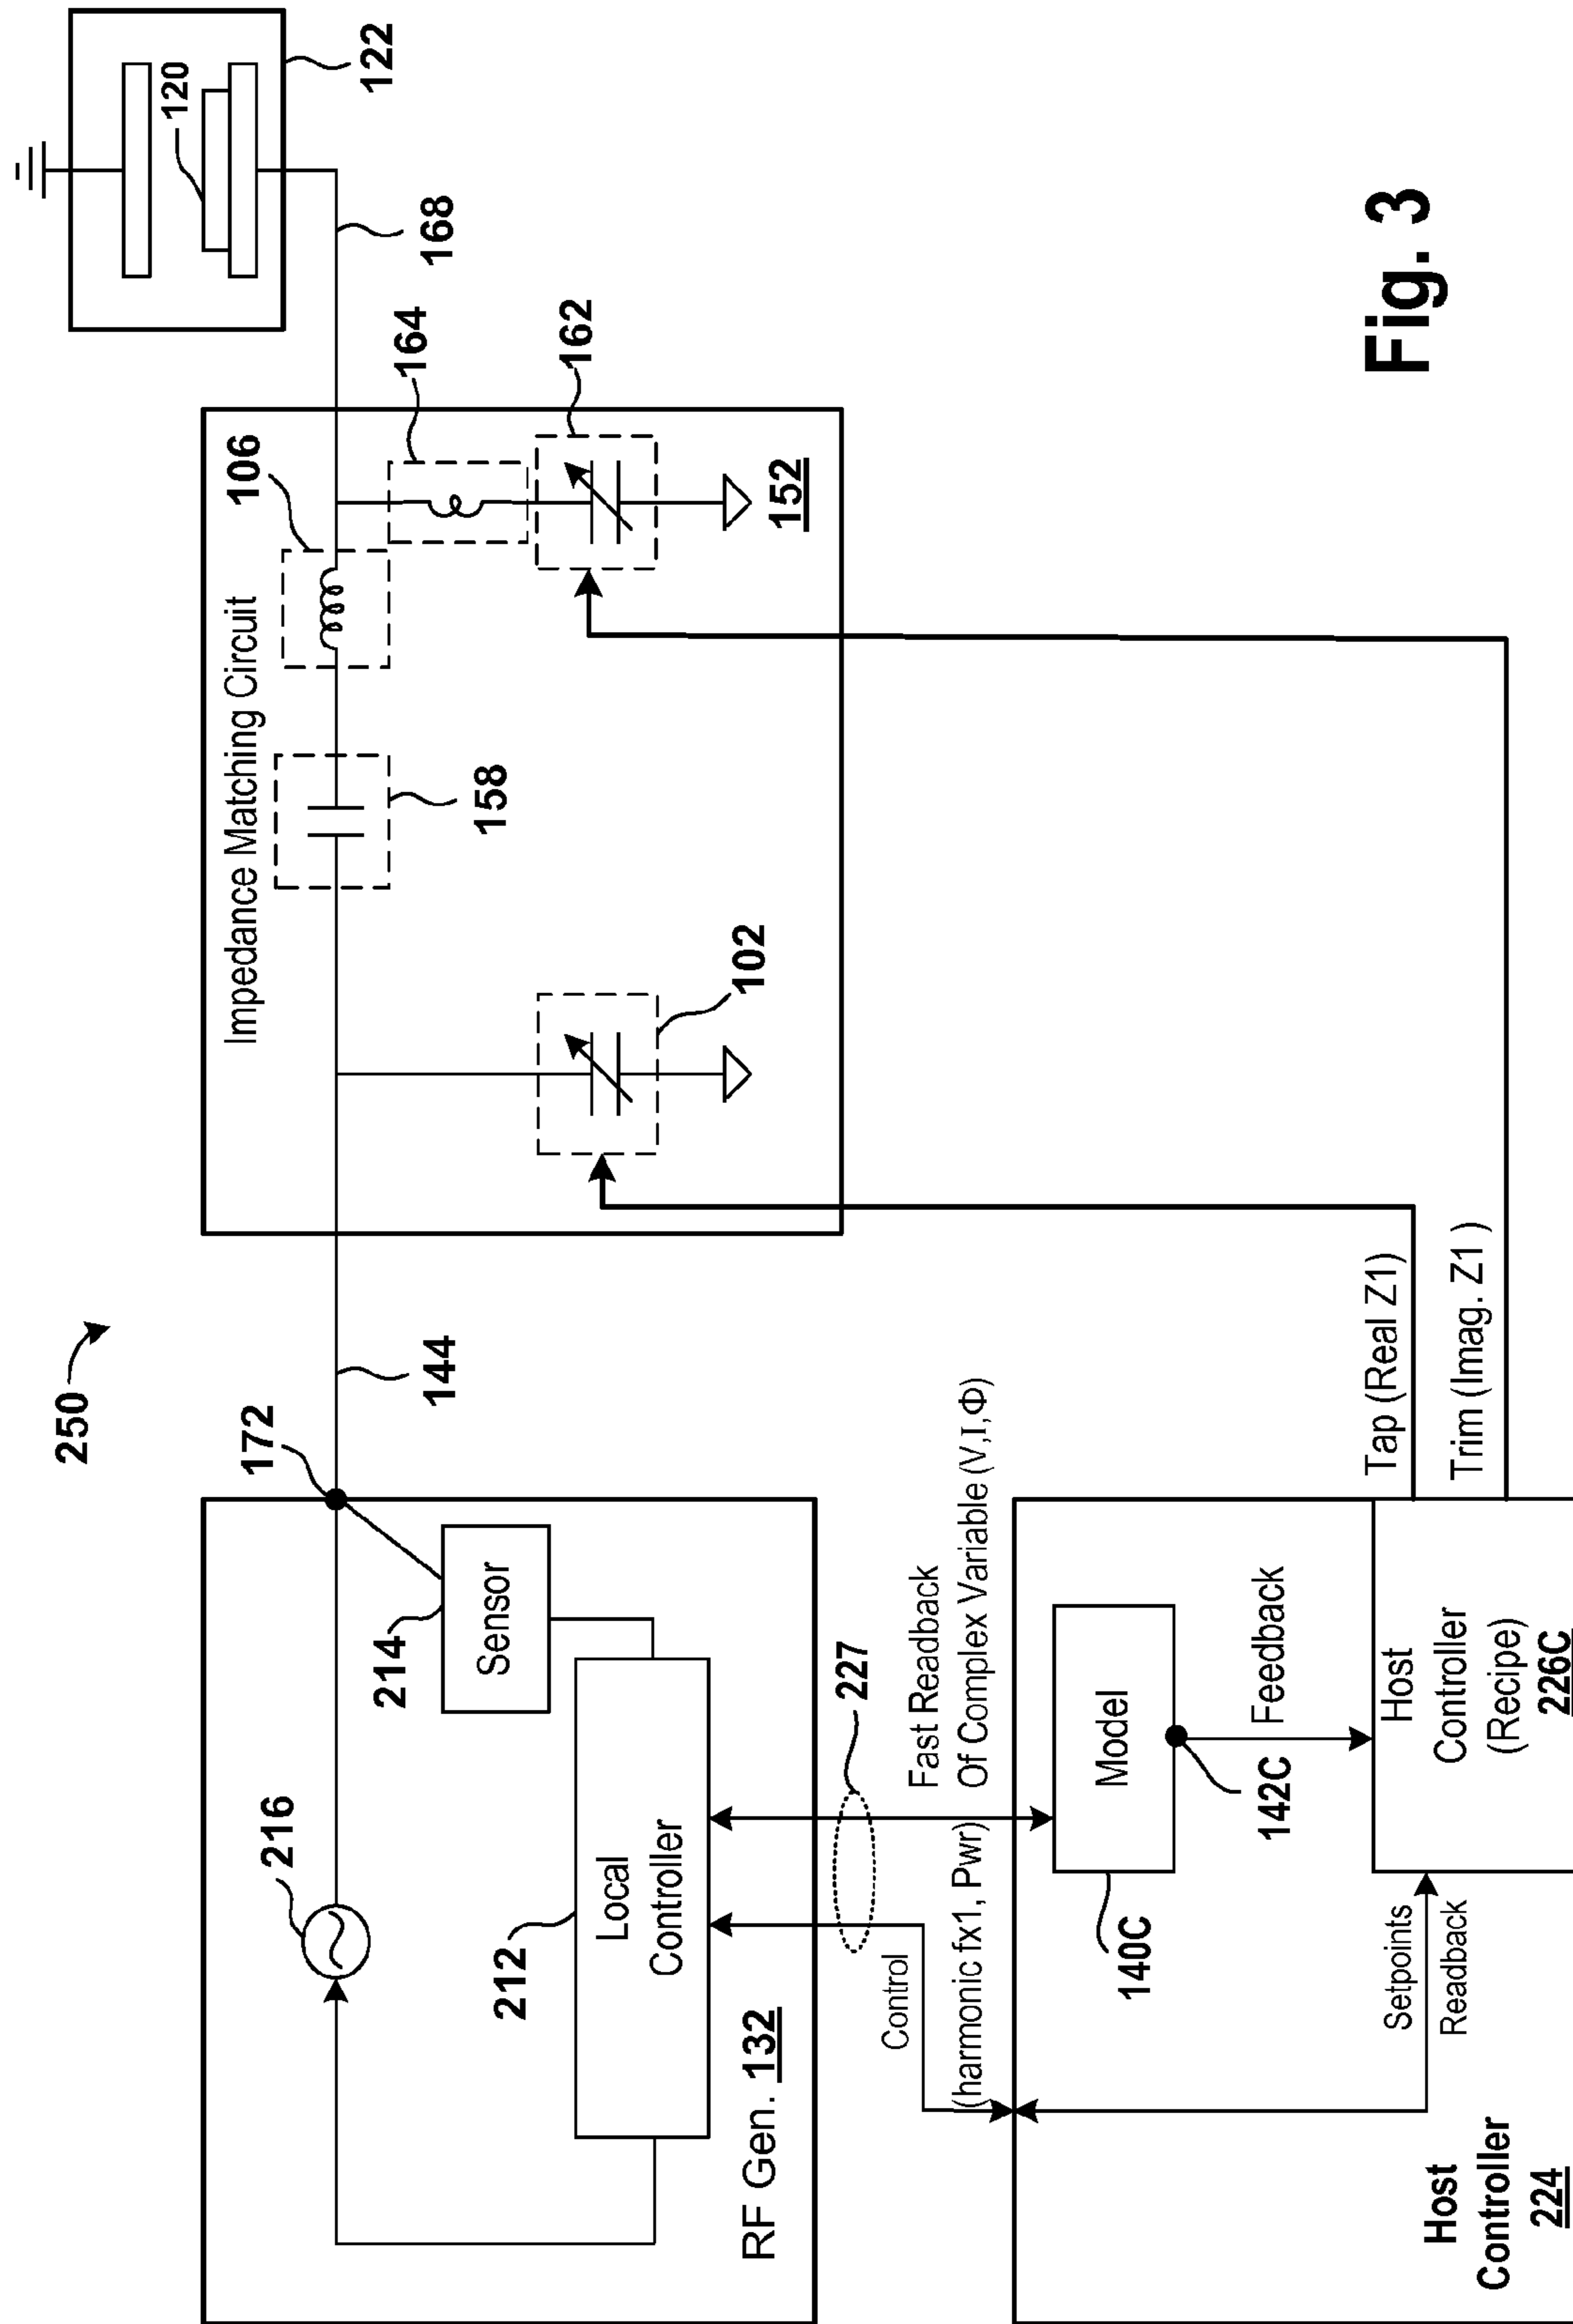 250
RF Gen. 132
216
212
Local
Controller
214
Sensor
172
144
Impedance Matching Circuit
102
158
106
164
162
152
168
120
122
227
Control
(harmonic fx1, Pwr)
Fast Readback
Of Complex Variable (V,I,Φ)
Host
Controller
224
140C
Model
142C
Feedback
Setpoints
Readback
Host
Controller
(Recipe)
226C
Tap (Real Z1)
Trim (Imag. Z1 )
Fig. 3